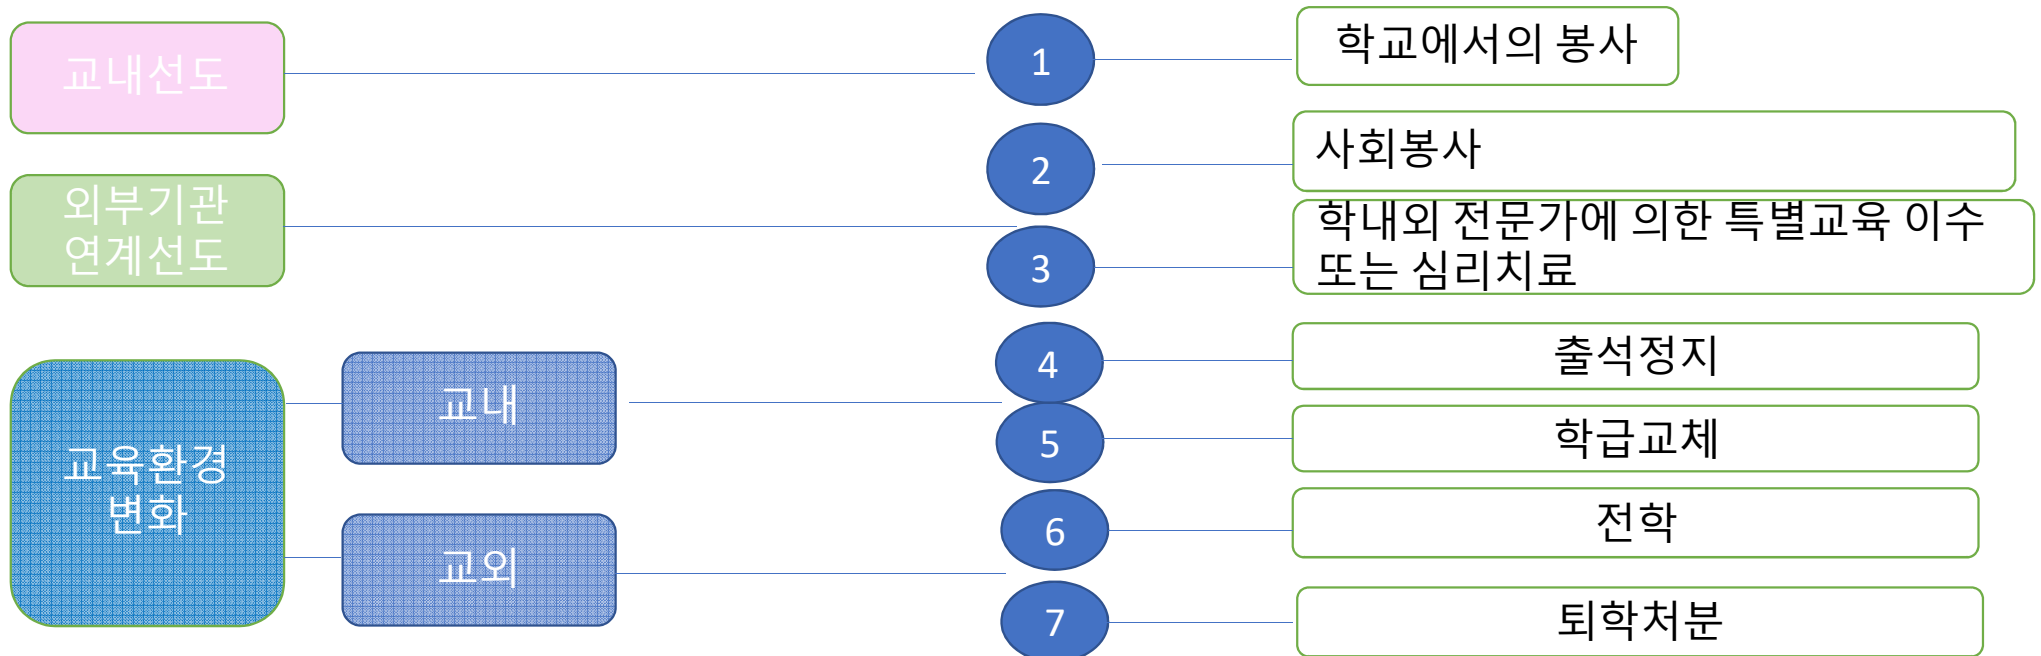 교내선도
1
학교에서의 봉사
2
사회봉사
외부기관
연계선도
3
학내외 전문가에 의한 특별교육 이수
또는 심리치료
교육환경
변화
교내
4
출석정지
5
학급교체
교외
6
전학
7
퇴학처분